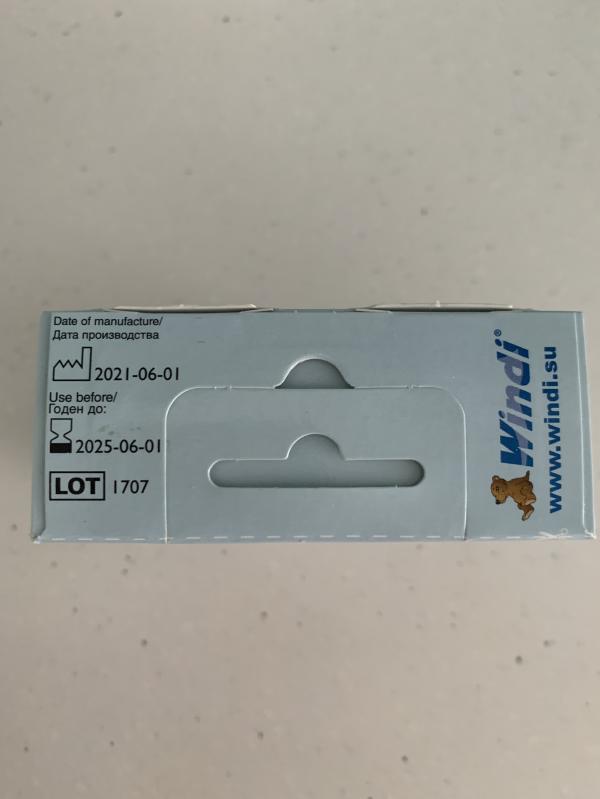 Date of manufacture/
Дата производства
2021-06-01
Use before/
Годен до:
2025-06-01
LOT 1707
Windi®
www.windi.su